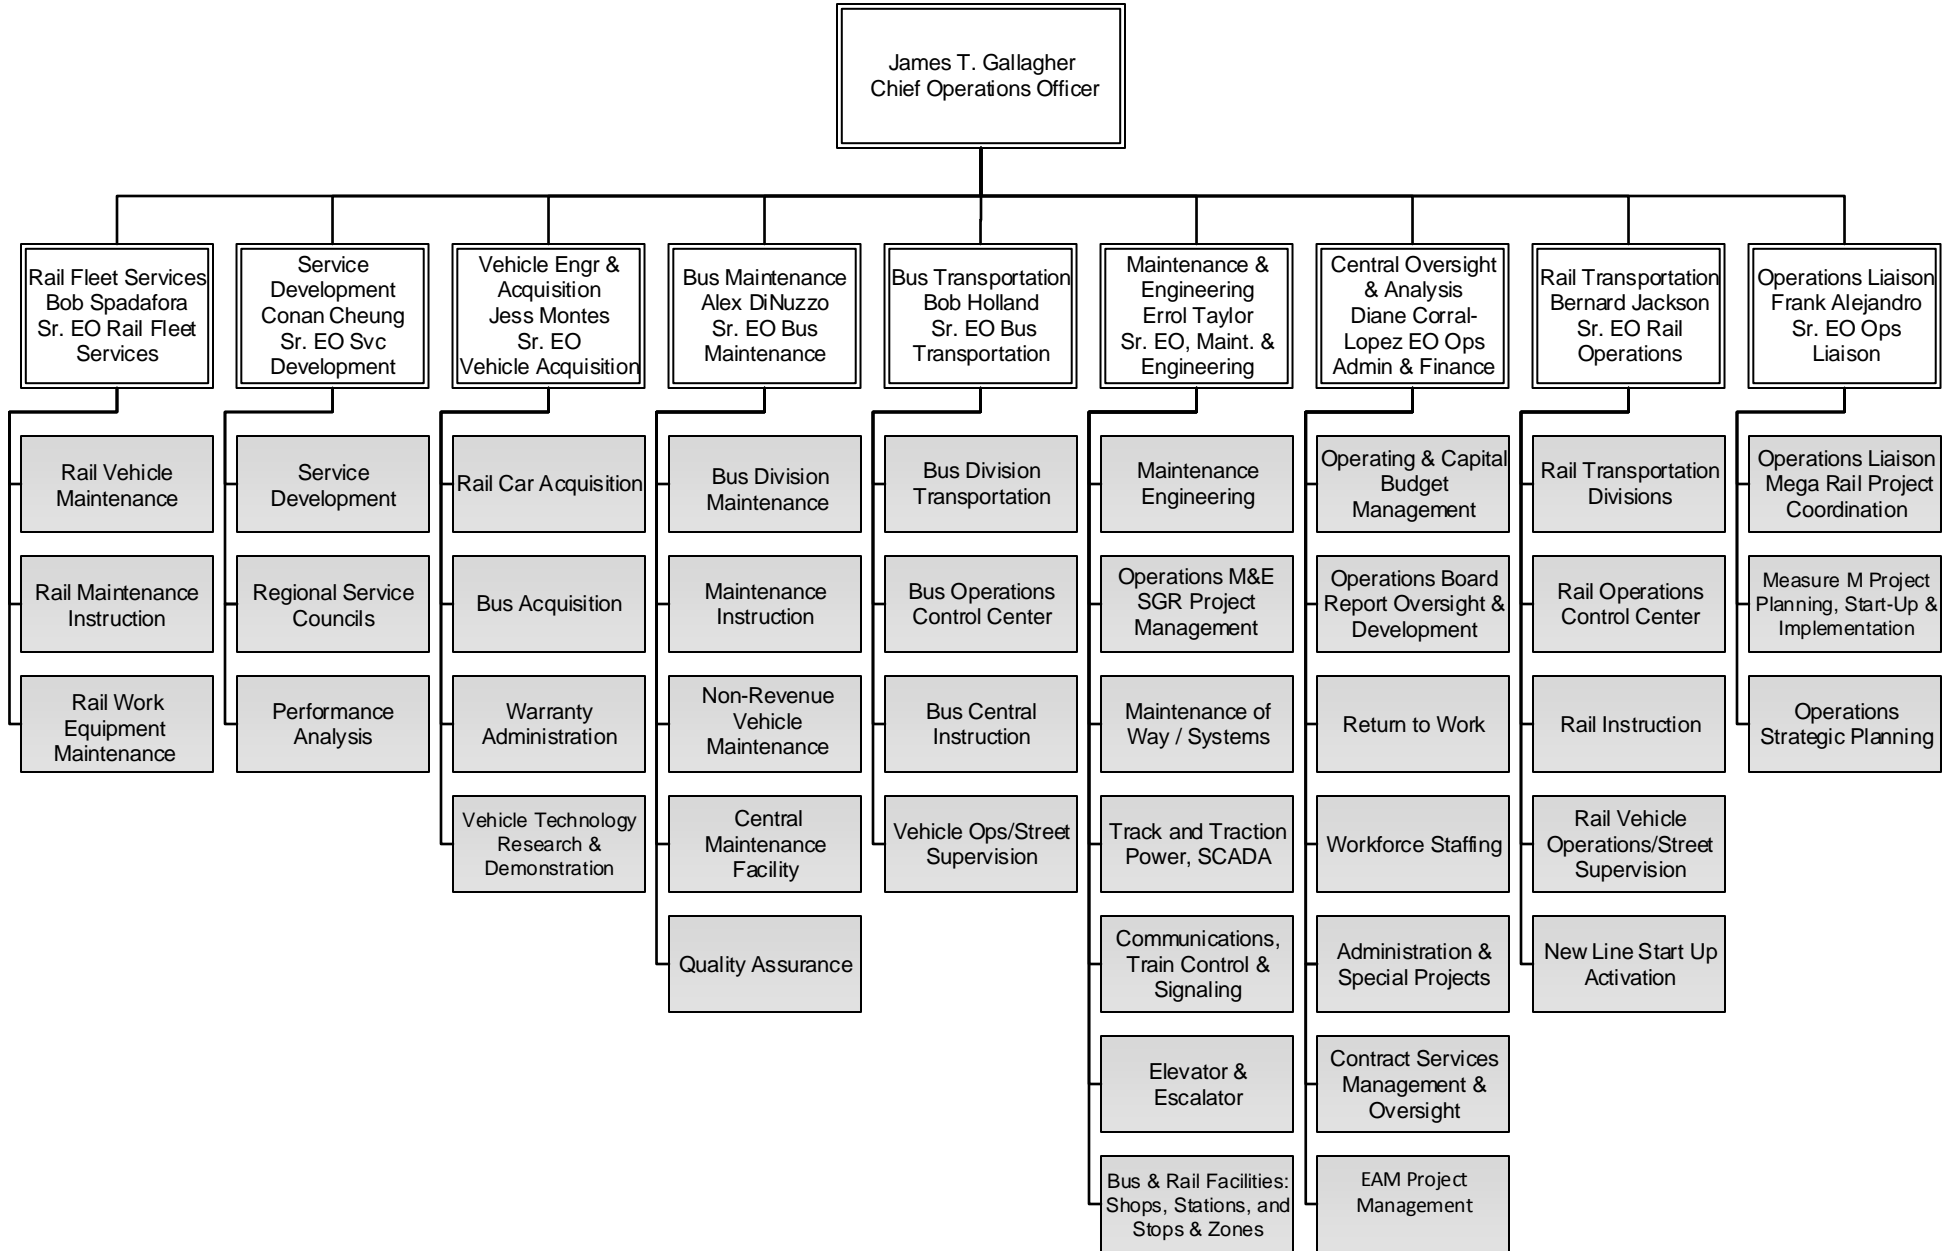 James T. Gallagher
Chief Operations Officer
Rail Fleet Services
Bob Spadafora
Sr. EO Rail Fleet
Services
Service
Development
Conan Cheung
Sr. EO Svc
Development
Vehicle Engr &
Acquisition
Jess Montes
Sr. EO
Vehicle Acquisition
Bus Maintenance
Alex DiNuzzo
Sr. EO Bus
Maintenance
Bus Transportation
Bob Holland
Sr. EO Bus
Transportation
Maintenance &
Engineering
Errol Taylor
Sr. EO, Maint. &
Engineering
Central Oversight
& Analysis
Diane Corral-
Lopez EO Ops
Admin & Finance
Rail Transportation
Bernard Jackson
Sr. EO Rail
Operations
Operations Liaison
Frank Alejandro
Sr. EO Ops
Liaison
Rail Vehicle
Maintenance
Rail Maintenance
Instruction
Rail Work
Equipment
Maintenance
Service
Development
Regional Service
Councils
Performance
Analysis
Rail Car Acquisition
Bus Acquisition
Warranty
Administration
Vehicle Technology
Research &
Demonstration
Bus Division
Maintenance
Maintenance
Instruction
Non-Revenue
Vehicle
Maintenance
Central
Maintenance
Facility
Quality Assurance
Bus Division
Transportation
Bus Operations
Control Center
Bus Central
Instruction
Vehicle Ops/Street
Supervision
Maintenance
Engineering
Operations M&E
SGR Project
Management
Maintenance of
Way / Systems
Track and Traction
Power, SCADA
Communications,
Train Control &
Signaling
Elevator &
Escalator
Bus & Rail Facilities:
Shops, Stations, and
Stops & Zones
Operating & Capital
Budget
Management
Operations Board
Report Oversight &
Development
Return to Work
Workforce Staffing
Administration &
Special Projects
Contract Services
Management &
Oversight
EAM Project
Management
Rail Transportation
Divisions
Rail Operations
Control Center
Rail Instruction
Rail Vehicle
Operations/Street
Supervision
New Line Start Up
Activation
Operations Liaison
Mega Rail Project
Coordination
Measure M Project
Planning, Start-Up &
Implementation
Operations
Strategic Planning